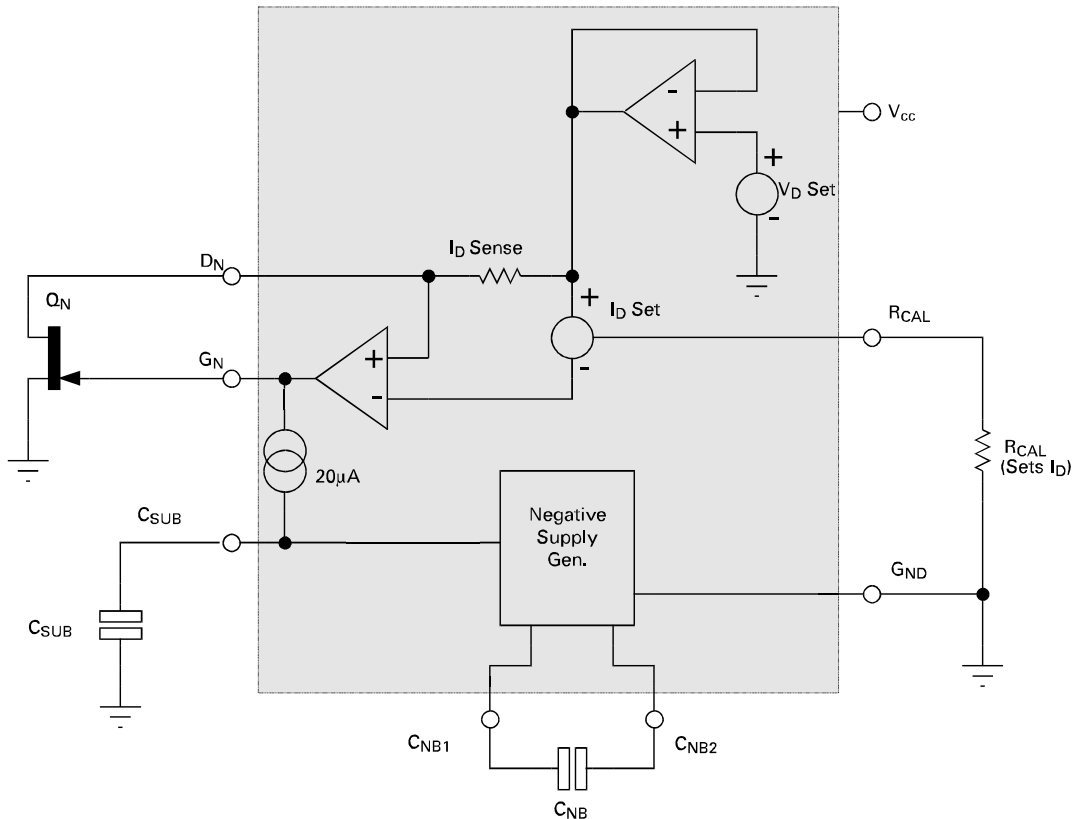 -
+
Vcc
+
VD Set
-
ID Sense
DN
+
ID Set
-
QN
RCAL
GN
+
-
RCAL
(Sets ID)
20µA
CSUB
Negative
Supply
Gen.
GND
CSUB
CNB1
CNB2
CNB